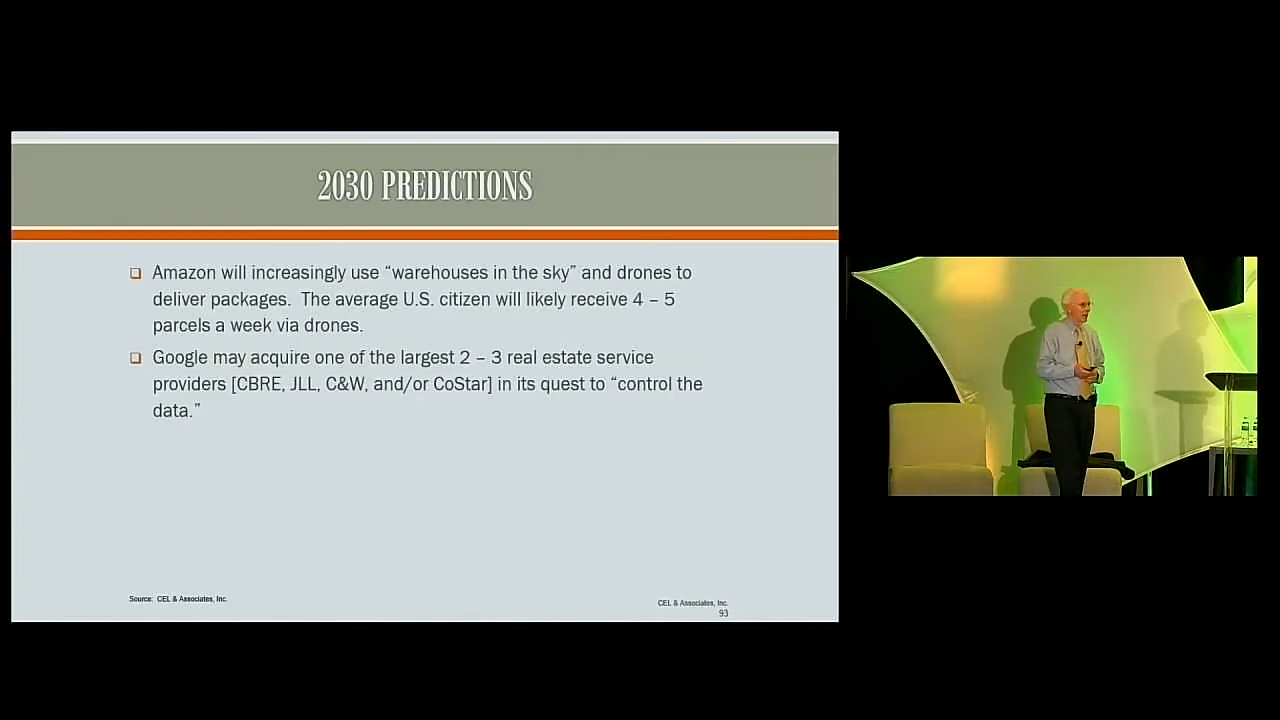 2030 PREDICTIONS
Amazon will increasingly use “warehouses in the sky” and drones to
deliver packages. The average U.S. citizen will likely receive 4 – 5
parcels a week via drones.
Google may acquire one of the largest 2 – 3 real estate service
providers [CBRE, JLL, C&W, and/or CoStar] in its quest to “control the
data.”
Source: CEL & Associates, Inc.
CEL & Associates, Inc.
93